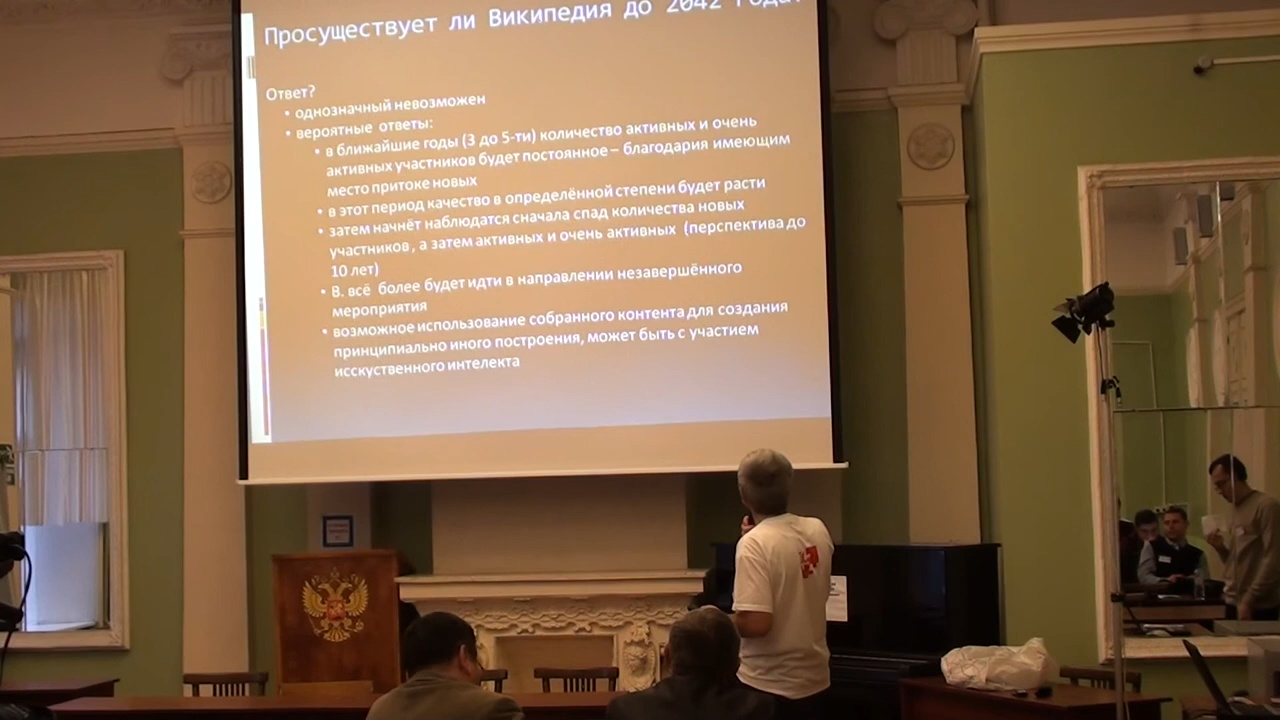 Просуществует ли Википедия до 2042 года?
Ответ?
• однозначный невозможен
• вероятные ответы:
• в ближайшие годы (3 до 5-ти) количество активных и очень
активных участников будет постоянное – благодария имеющим
место притоке новых
• в этот период качество в определённой степени будет расти
• затем начнёт наблюдатся сначала спад количества новых
участников , а затем активных и очень активных (перспектива до
10 лет)
• В. всё более будет идти в направлении незавершённого
мероприятия
• возможное использование собранного контента для создания
принципиально иного построения, может быть с участием
исскуственного интелекта